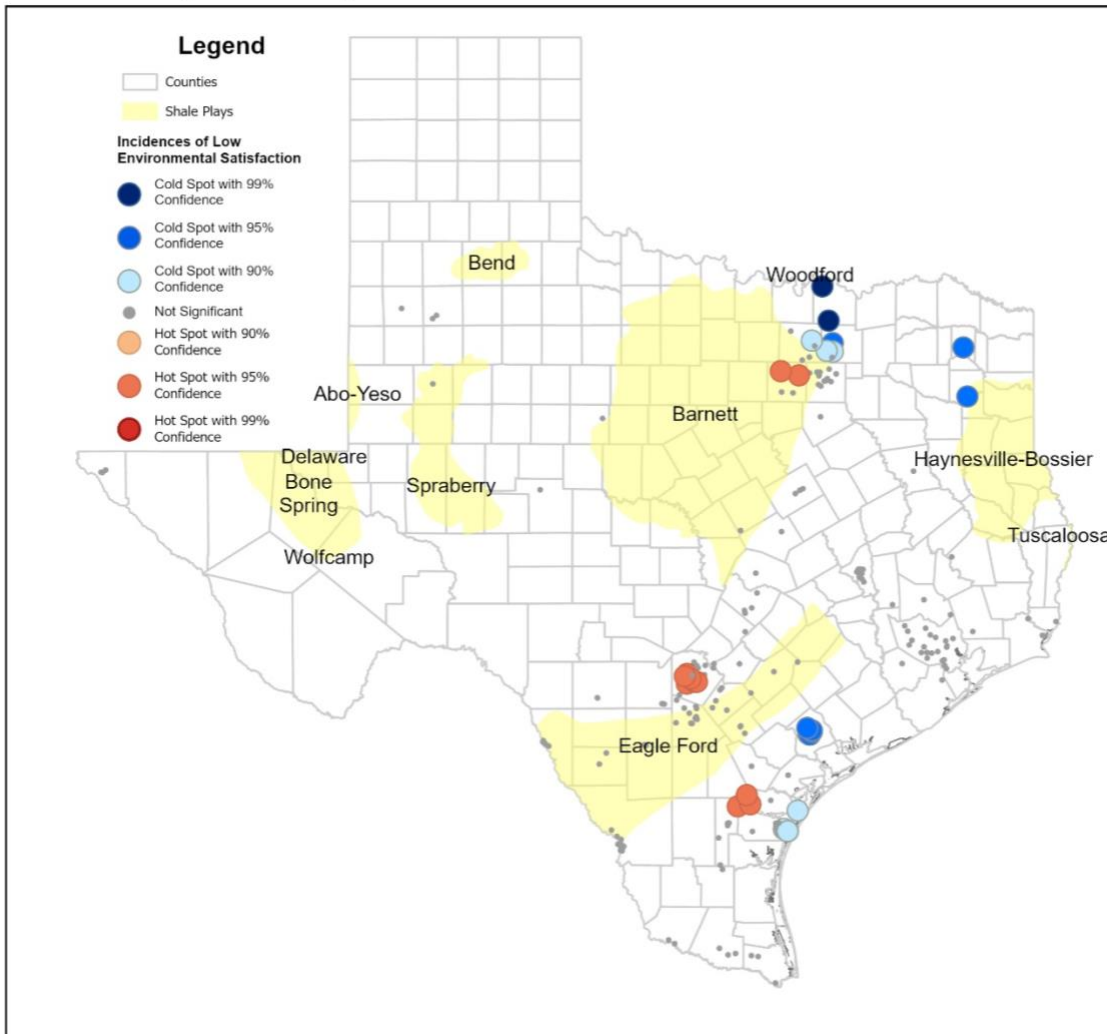 Legend
Counties
Shale Plays
Incidences of Low
Environmental Satisfaction
Cold Spot with 99%
Confidence
Cold Spot with 95%
Confidence
Cold Spot with 90%
Confidence
Not Significant
Hot Spot with 90%
Confidence
Hot Spot with 95%
Confidence
Hot Spot with 99%
Confidence
Bend
Woodford
Abo-Yeso
Barnett
Delaware
Bone
Spring
Spraberry
Haynesville-Bossier
Wolfcamp
Tuscaloosa
Eagle Ford